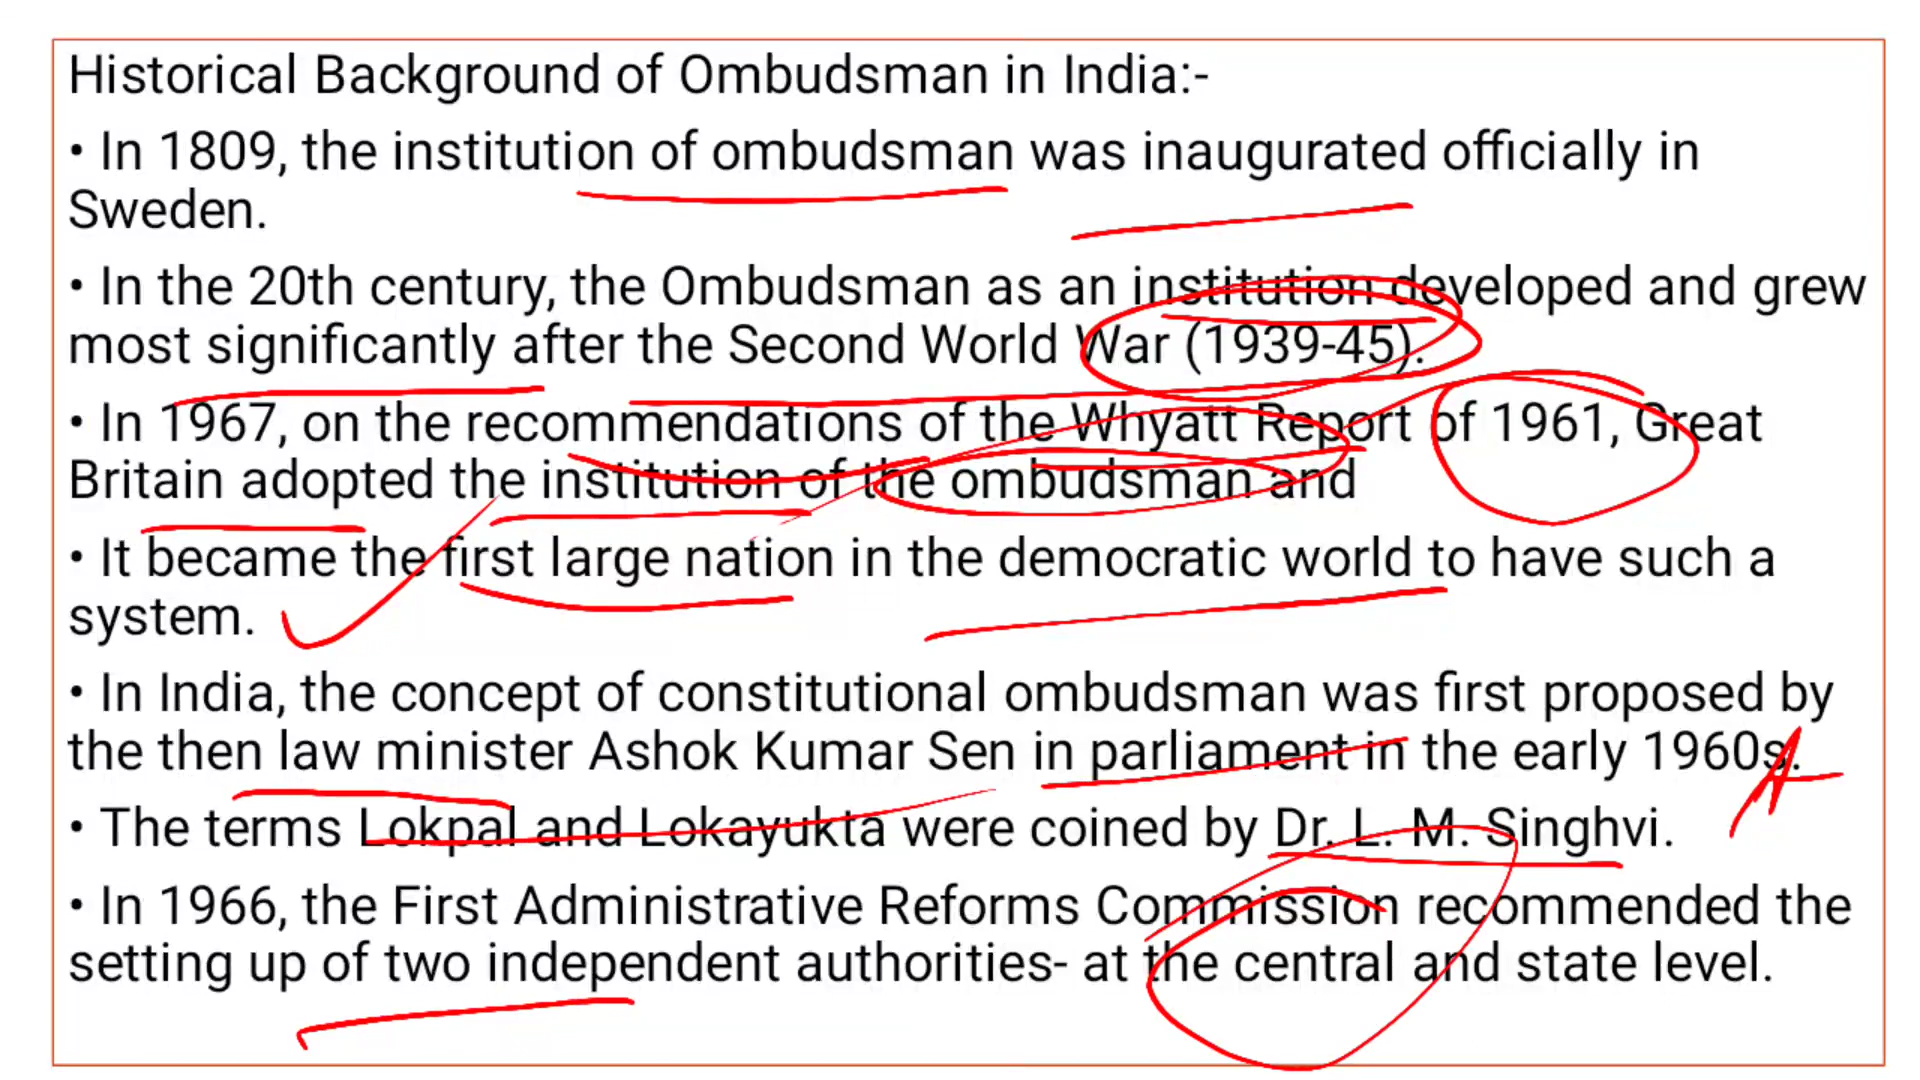 Historical Background of Ombudsman in India:-
• In 1809, the institution of ombudsman was inaugurated officially in
Sweden.
• In the 20th century, the Ombudsman as an institution developed and grew
most significantly after the Second World War (1939-45).
• In 1967, on the recommendations of the Whyatt Report of 1961, Great
Britain adopted the institution of the ombudsman and
• It became the first large nation in the democratic world to have such a
system.
• In India, the concept of constitutional ombudsman was first proposed by
the then law minister Ashok Kumar Sen in parliament in the early 1960s.
• The terms Lokpal and Lokayukta were coined by Dr. L. M. Singhvi.
• In 1966, the First Administrative Reforms Commission recommended the
setting up of two independent authorities- at the central and state level.